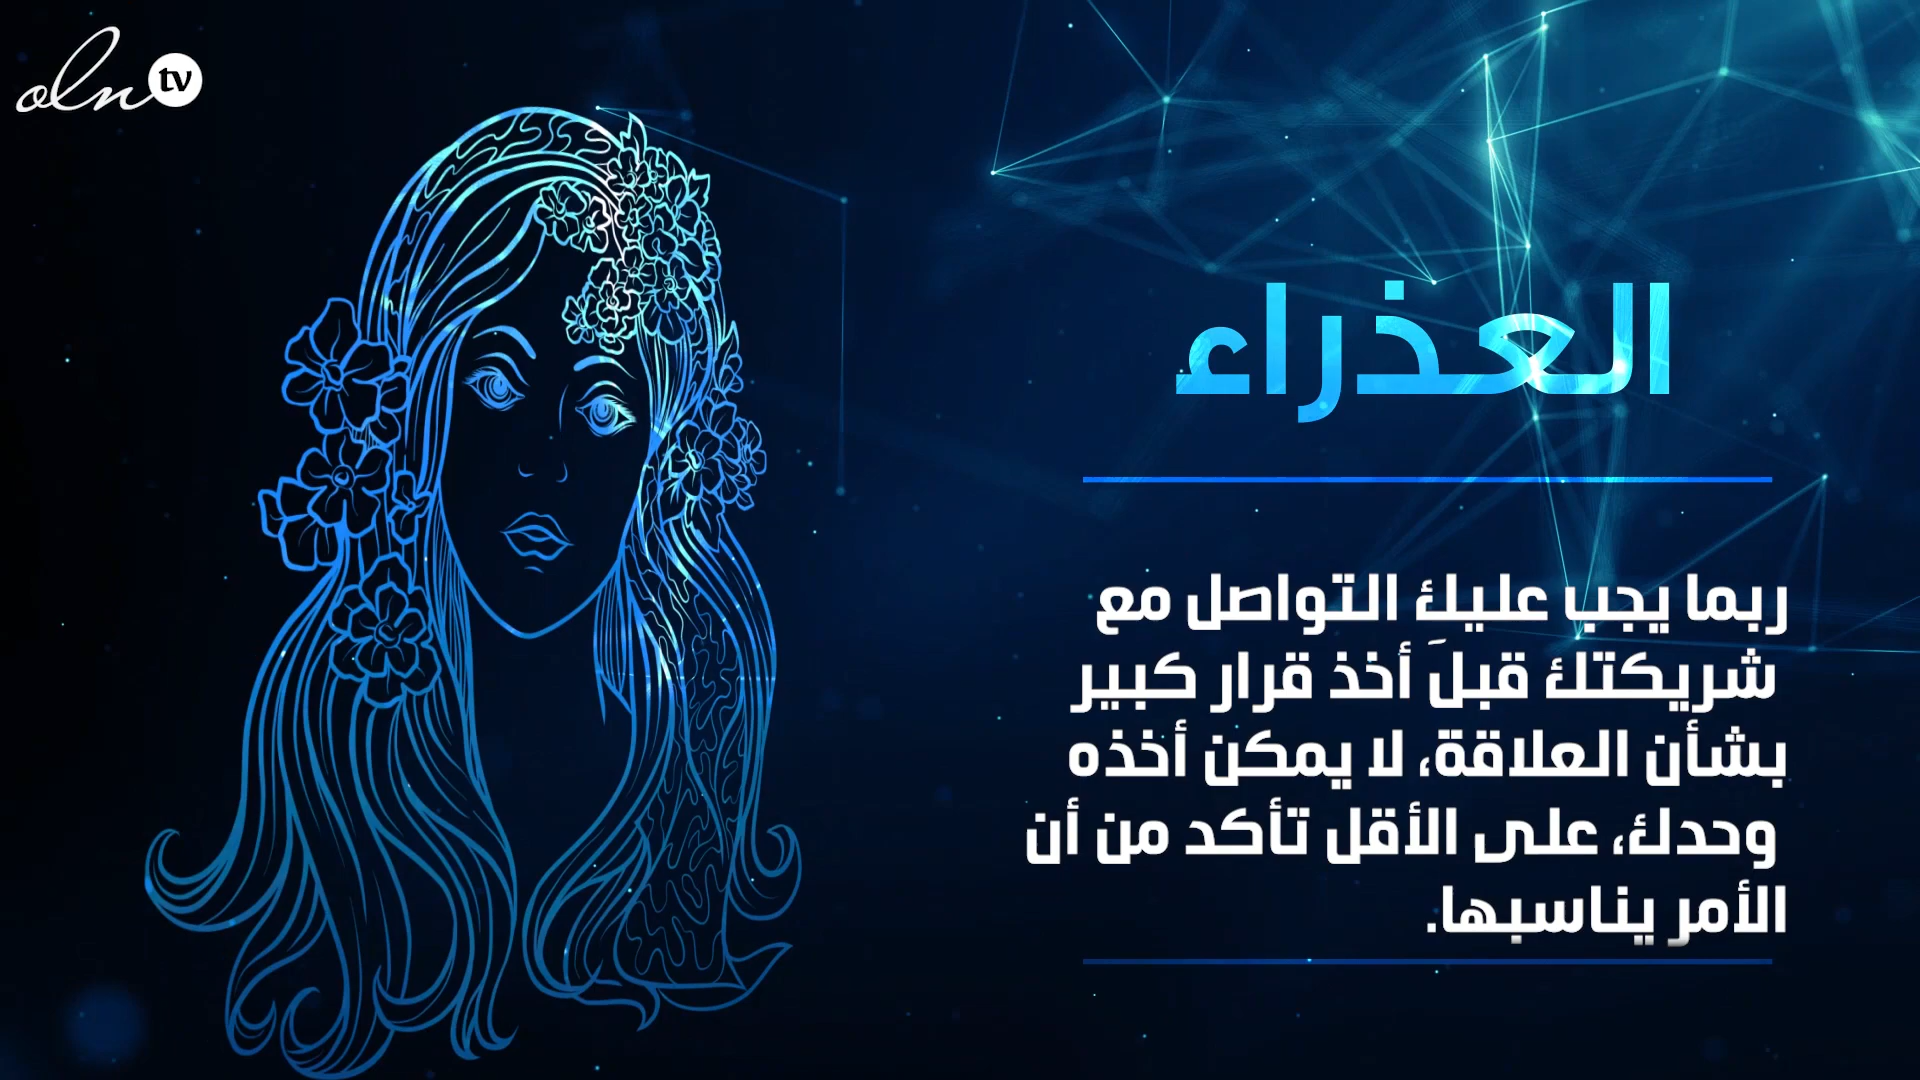 oln tv
العذراء
ربما يجب عليك التواصل مع
شريكتك قبلَ أخذ قرار كبير
بشأن العلاقة، لا يمكن أخذه
وحدك، على الأقل تأكد من أن
الأمر يناسبها.